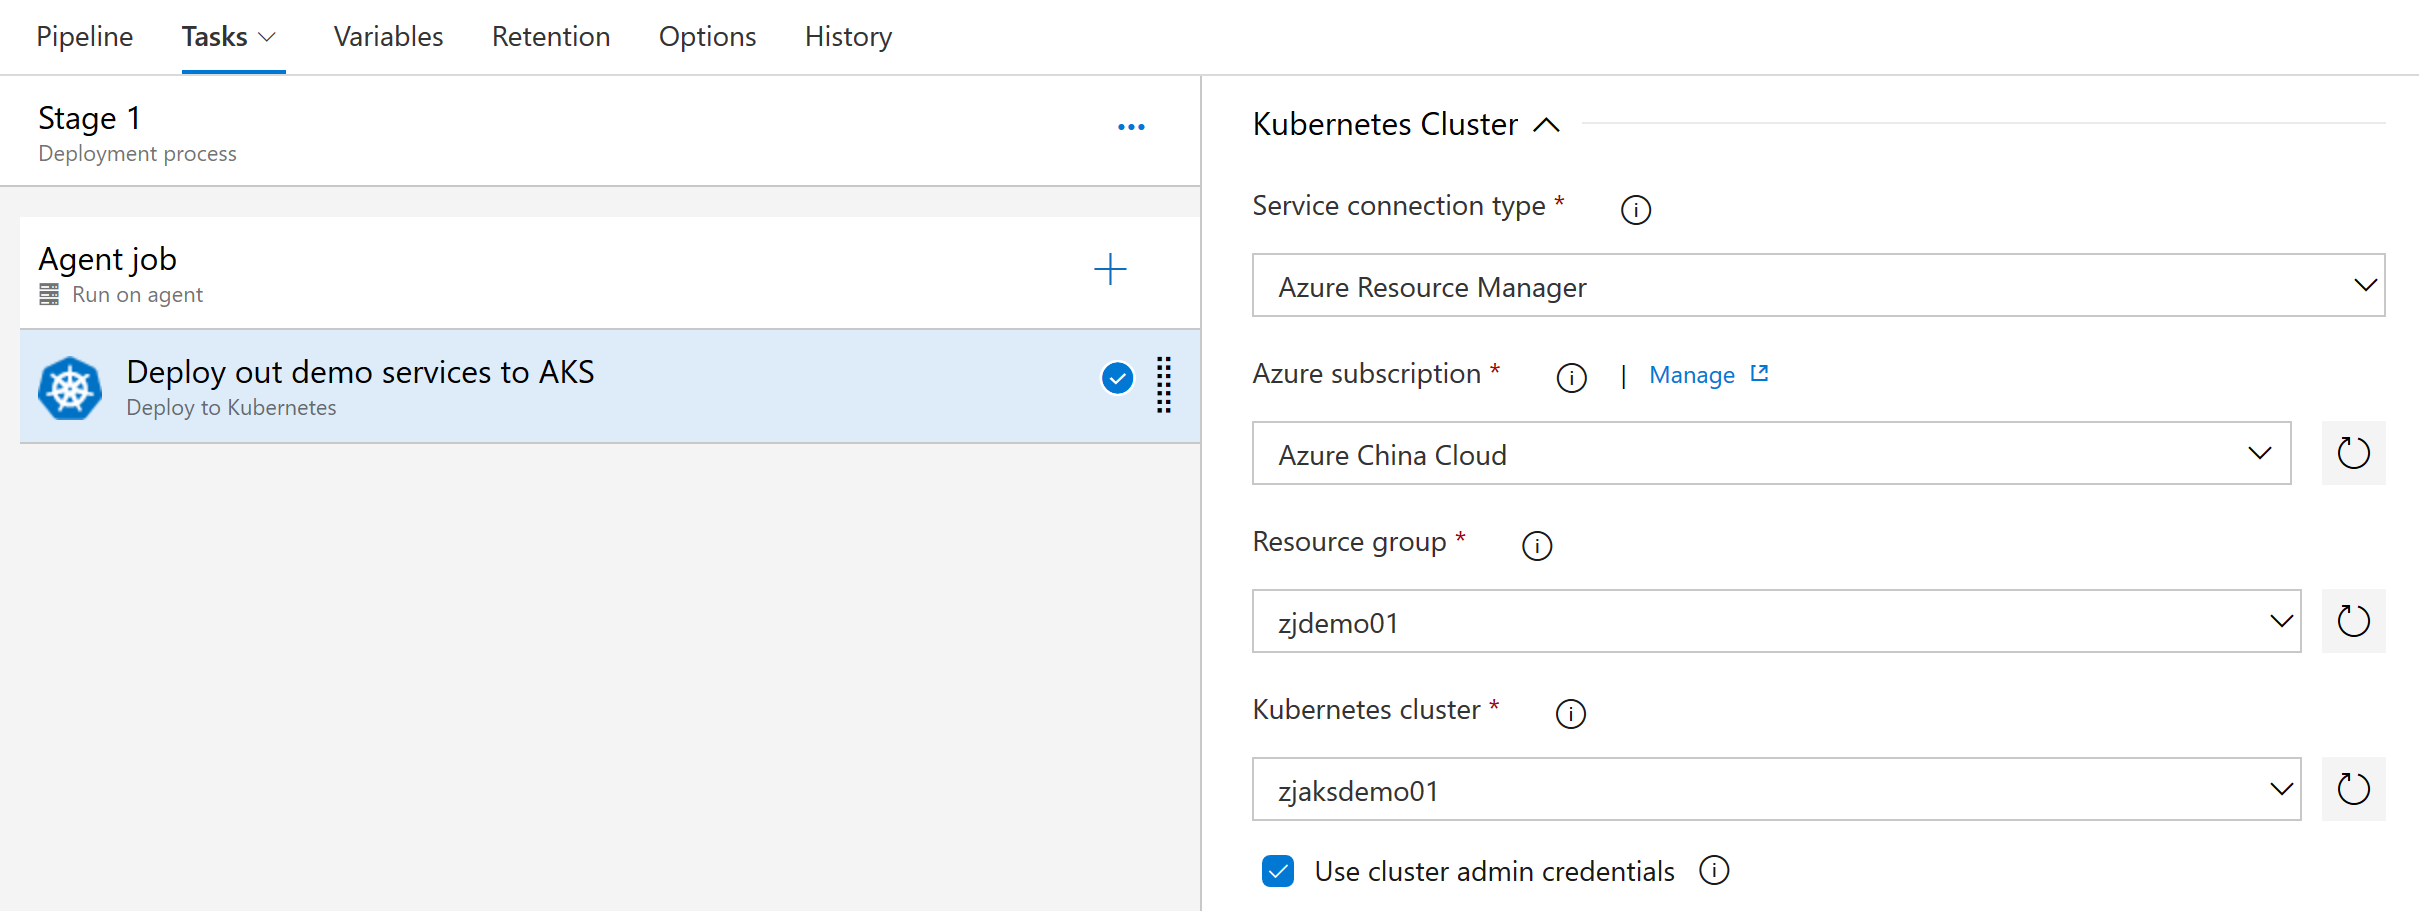 Pipeline Tasks Variables Retention Options History
Stage 1
Deployment process
Agent job
Run on agent
Deploy out demo services to AKS
Deploy to Kubernetes
Kubernetes Cluster
Service connection type *
Azure Resource Manager
Azure subscription * | Manage
Azure China Cloud
Resource group *
zjdemo01
Kubernetes cluster *
zjaksdemo01
Use cluster admin credentials